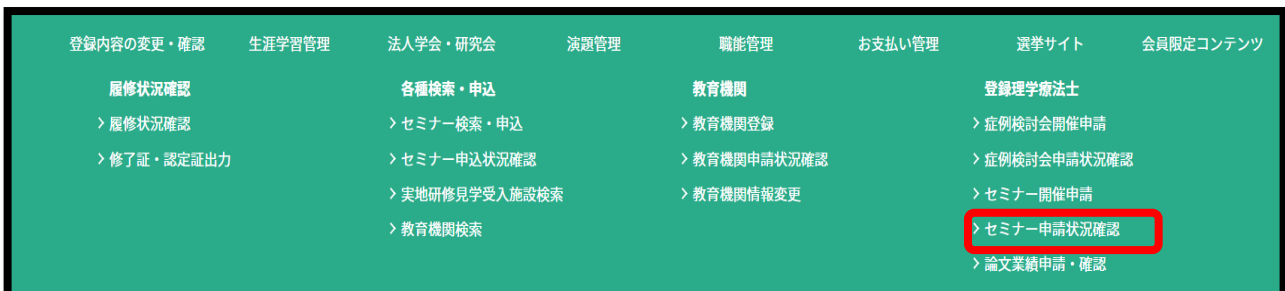 登録内容の変更・確認 生涯学習管理 法人学会・研究会 演題管理 職能管理 お支払い管理 選挙サイト 会員限定コンテンツ
履修状況確認 各種検索・申込 教育機関 登録理学療法士
> 履修状況確認 > セミナー検索・申込 > 教育機関登録 > 症例検討会開催申請
> 修了証・認定証出力 > セミナー申込状況確認 > 教育機関申請状況確認 > 症例検討会申請状況確認
> 実地研修見学受入施設検索 > 教育機関情報変更 > セミナー開催申請
> 教育機関検索 > セミナー申請状況確認
> 論文業績申請・確認